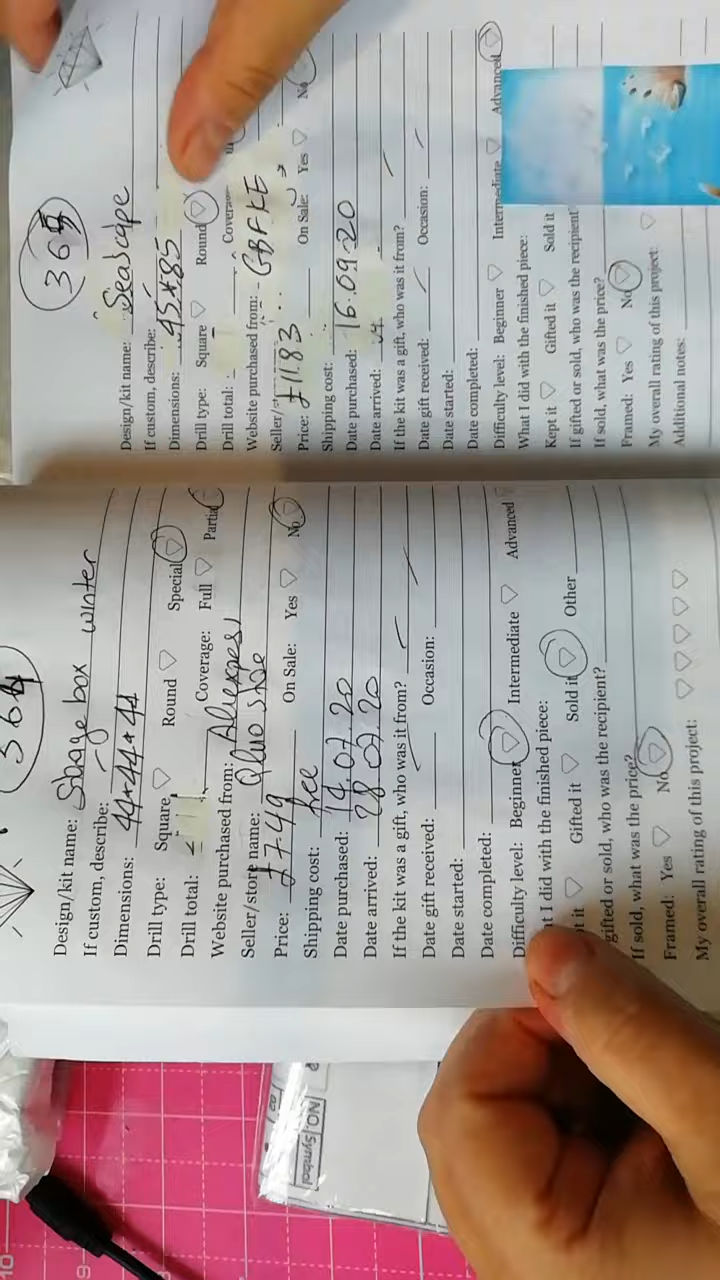 364
Design/kit name: Storage box winter
If custom, describe:
Dimensions: 44*44*44
Drill type: Square ♡ Round ♡ Special ♡
Drill total: Coverage: Full ♡ Partial
Website purchased from: Aliexpress
Seller/store name: store
Price: £7.49 On Sale: Yes ♡ No ♡
Shipping cost: free
Date purchased: 14.07.20
Date arrived: 28.07.20
If the kit was a gift, who was it from?
Date gift received: Occasion:
Date started:
Date completed:
Difficulty level: Beginner ♡ Intermediate ♡ Advanced
I did with the finished piece:
it ♡ Gifted it ♡ Sold it ♡ Other
gifted or sold, who was the recipient?
If sold, what was the price?
Framed: Yes ♡ No ♡
My overall rating of this project: ♡ ♡ ♡ ♡ ♡
365
Design/kit name: Seascape
If custom, describe:
Dimensions: 45*85
Drill type: Square ♡ Round ♡
Drill total:
Website purchased from: GBFKE
Seller/
Price: £11.83 On Sale: Yes ♡ No
Shipping cost:
Date purchased: 16.09.20
Date arrived:
If the kit was a gift, who was it from?
Date gift received: Occasion:
Date started:
Date completed:
Difficulty level: Beginner ♡ Intermediate ♡ Advanced ♡
What I did with the finished piece:
Kept it ♡ Gifted it ♡ Sold it
If gifted or sold, who was the recipient
If sold, what was the price?
Framed: Yes ♡ No ♡
My overall rating of this project: ♡
Additional notes:
NO. Symbol
10
9